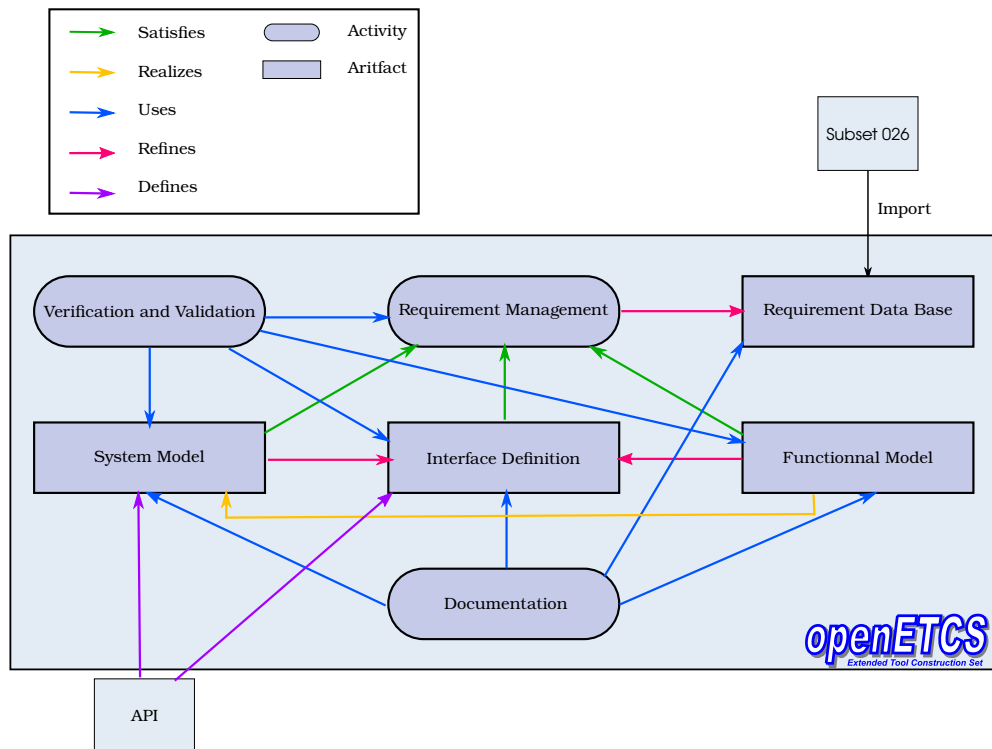 Satisfies
Activity
Realizes
Aritfact
Uses
Refines
Defines
Subset 026
Import
Verification and Validation
Requirement Management
Requirement Data Base
System Model
Interface Definition
Functionnal Model
Documentation
openETCS
Extended Tool Construction Set
API